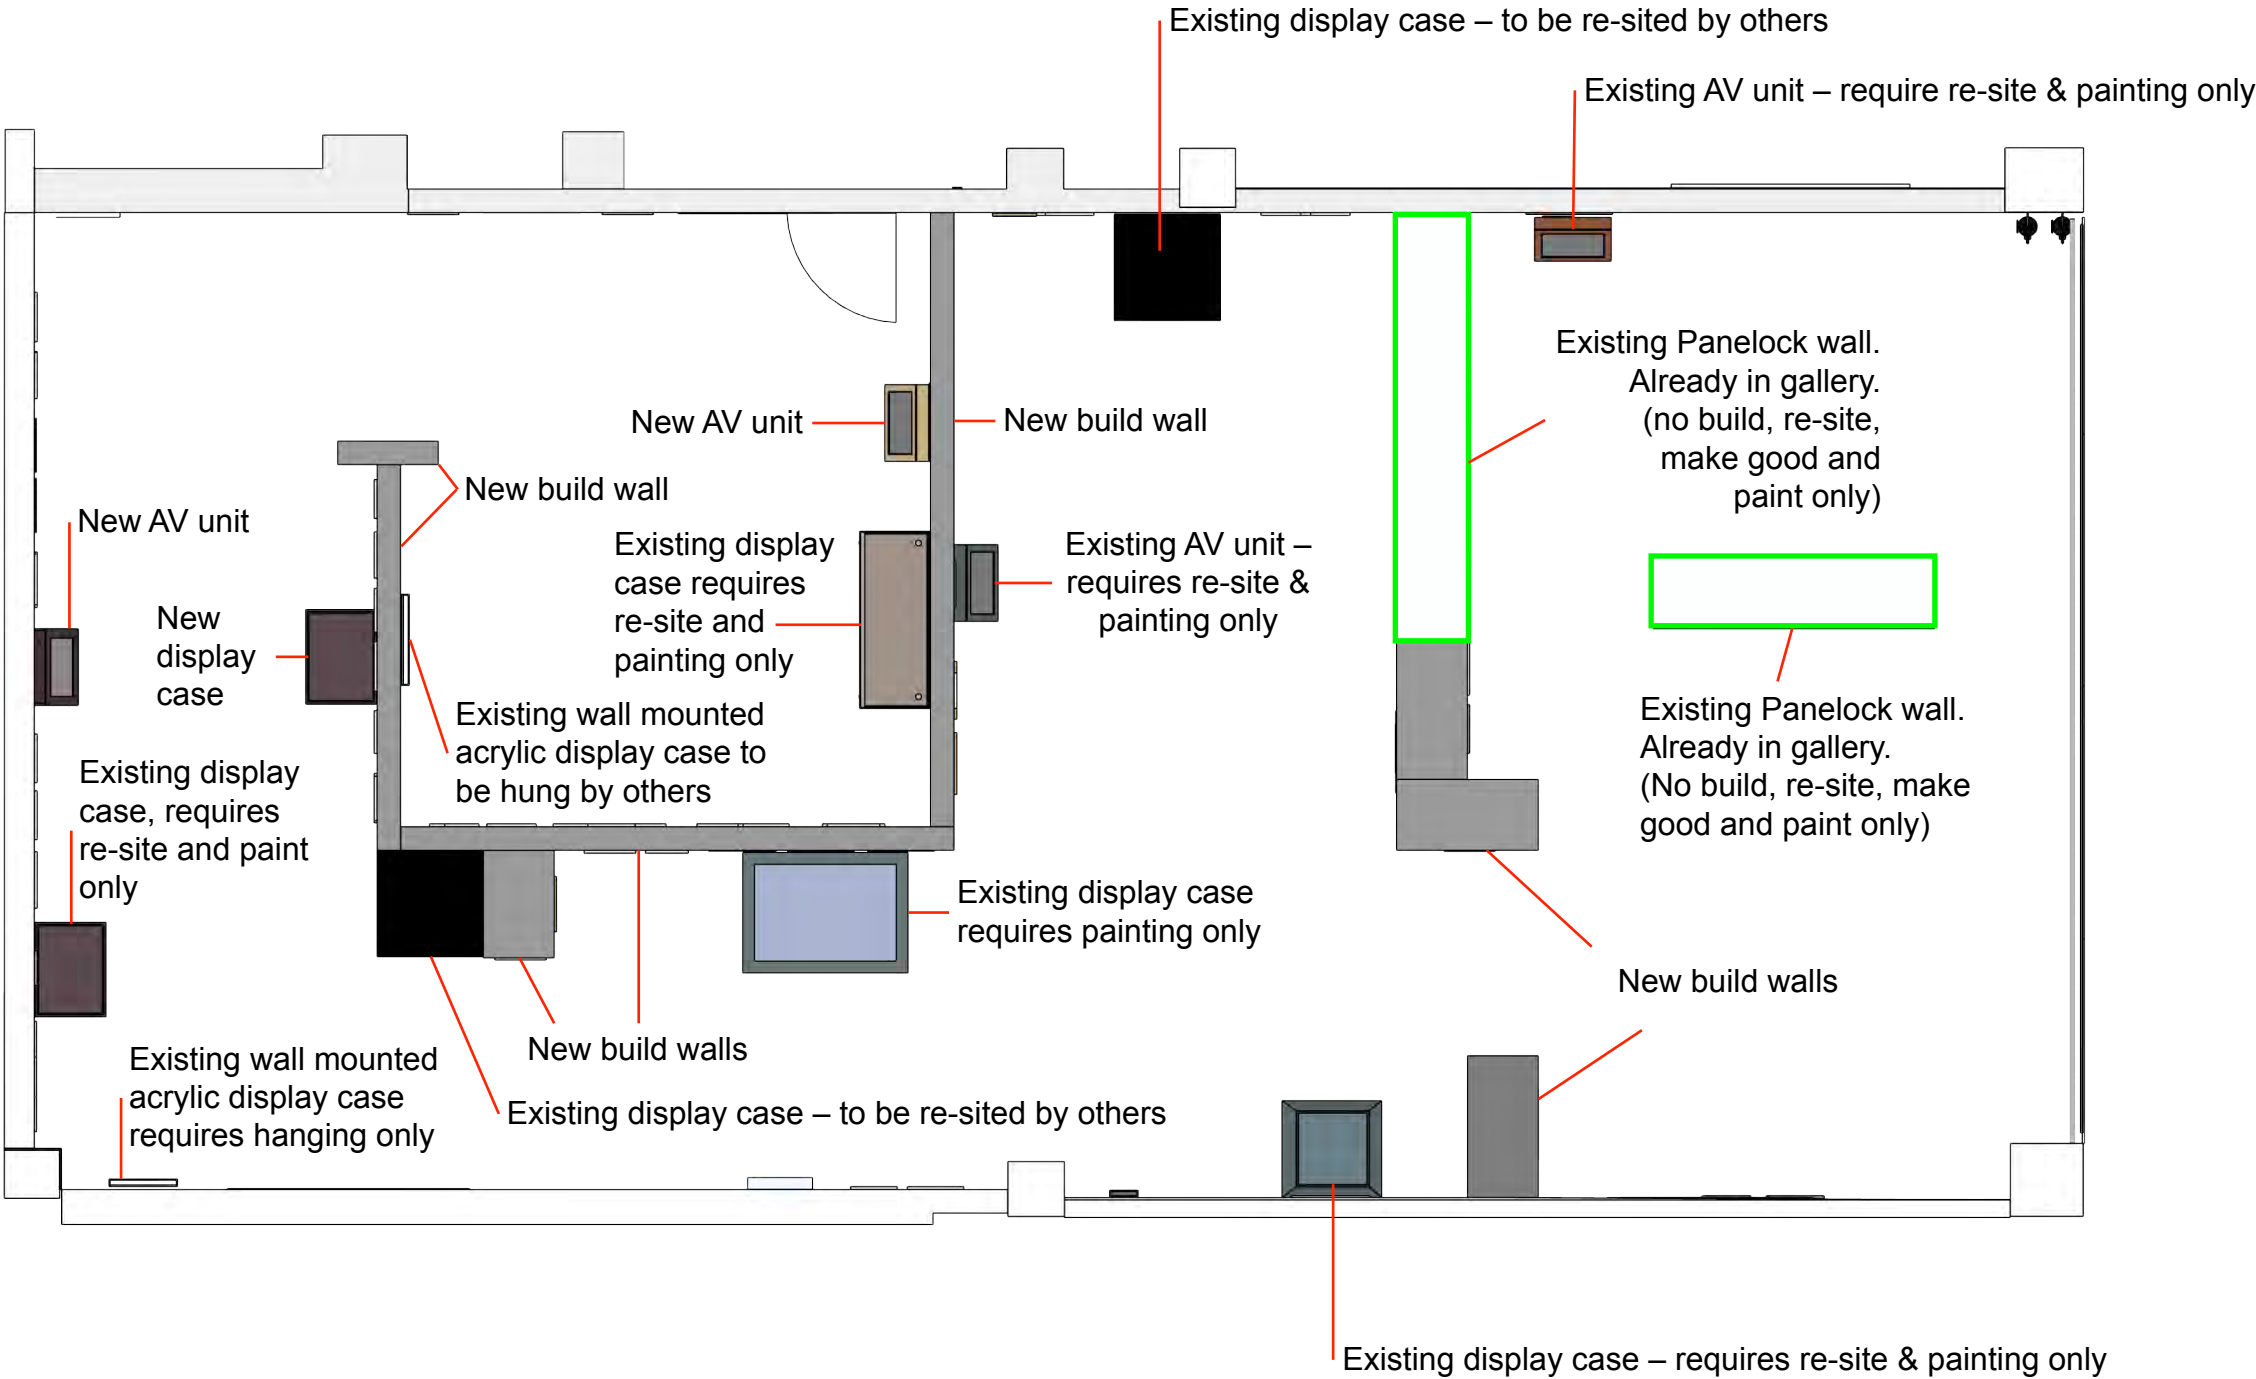 Existing display case – to be re-sited by others
Existing AV unit – require re-site & painting only
Existing Panelock wall.
Already in gallery.
(no build, re-site,
make good and
paint only)
New AV unit
New build wall
New build wall
New AV unit
Existing display
case requires
re-site and
painting only
Existing AV unit –
requires re-site &
painting only
New
display
case
Existing wall mounted
acrylic display case to
be hung by others
Existing Panelock wall.
Already in gallery.
(No build, re-site, make
good and paint only)
Existing display
case, requires
re-site and paint
only
Existing display case
requires painting only
New build walls
New build walls
Existing wall mounted
acrylic display case
requires hanging only
Existing display case – to be re-sited by others
Existing display case – requires re-site & painting only